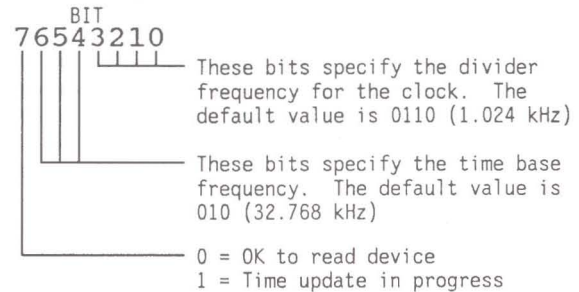 BIT
76543210
These bits specify the divider
frequency for the clock. The
default value is 0110 (1.024 kHz)
These bits specify the time base
frequency. The default value is
010 (32.768 kHz)
0 = OK to read device
1 = Time update in progress